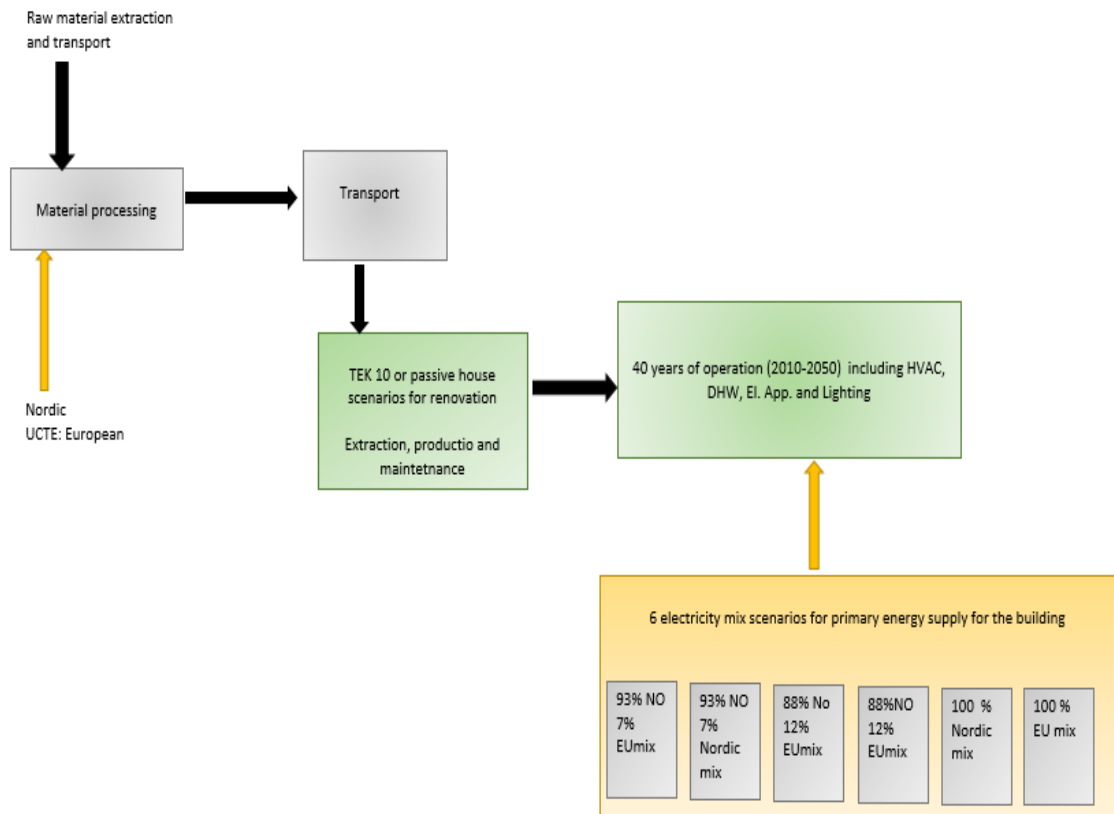 Raw material extraction
and transport
Material processing
Transport
Nordic
UCTE: European
TEK 10 or passive house
scenarios for renovation
Extraction, productio and
maintetnance
40 years of operation (2010-2050)  including HVAC,
DHW, El. App. and Lighting
6 electricity mix scenarios for primary energy supply for the building
93% NO
7%
EUmix
93% NO
7%
Nordic
mix
88% No
12%
EUmix
88%NO
12%
EUmix
100 %
Nordic
mix
100 %
EU mix